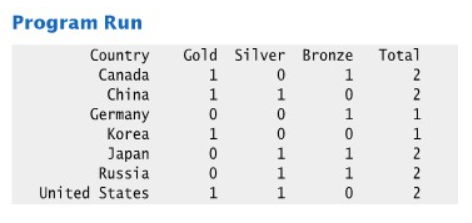 Program Run
Country Gold Silver Bronze Total
Canada 1 0 1 2
China 1 1 0 2
Germany 0 0 1 1
Korea 1 0 0 1
Japan 0 1 1 2
Russia 0 1 1 2
United States 1 1 0 2